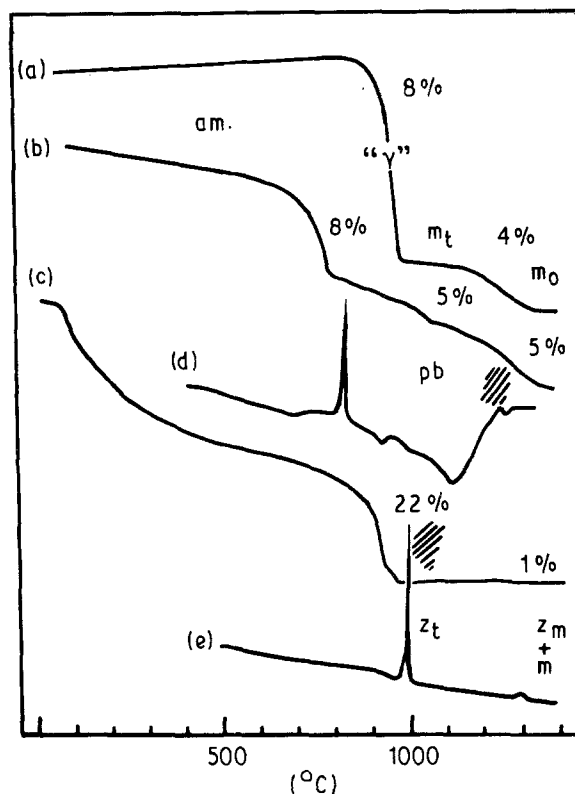 (a)
8%
am.
(b)
“γ”
8%
m_t
4%
(c)
5%
m_o
(d)
pb
5%
22%
1%
(e)
z_t
z_m
+
m
500
1000
(°C)